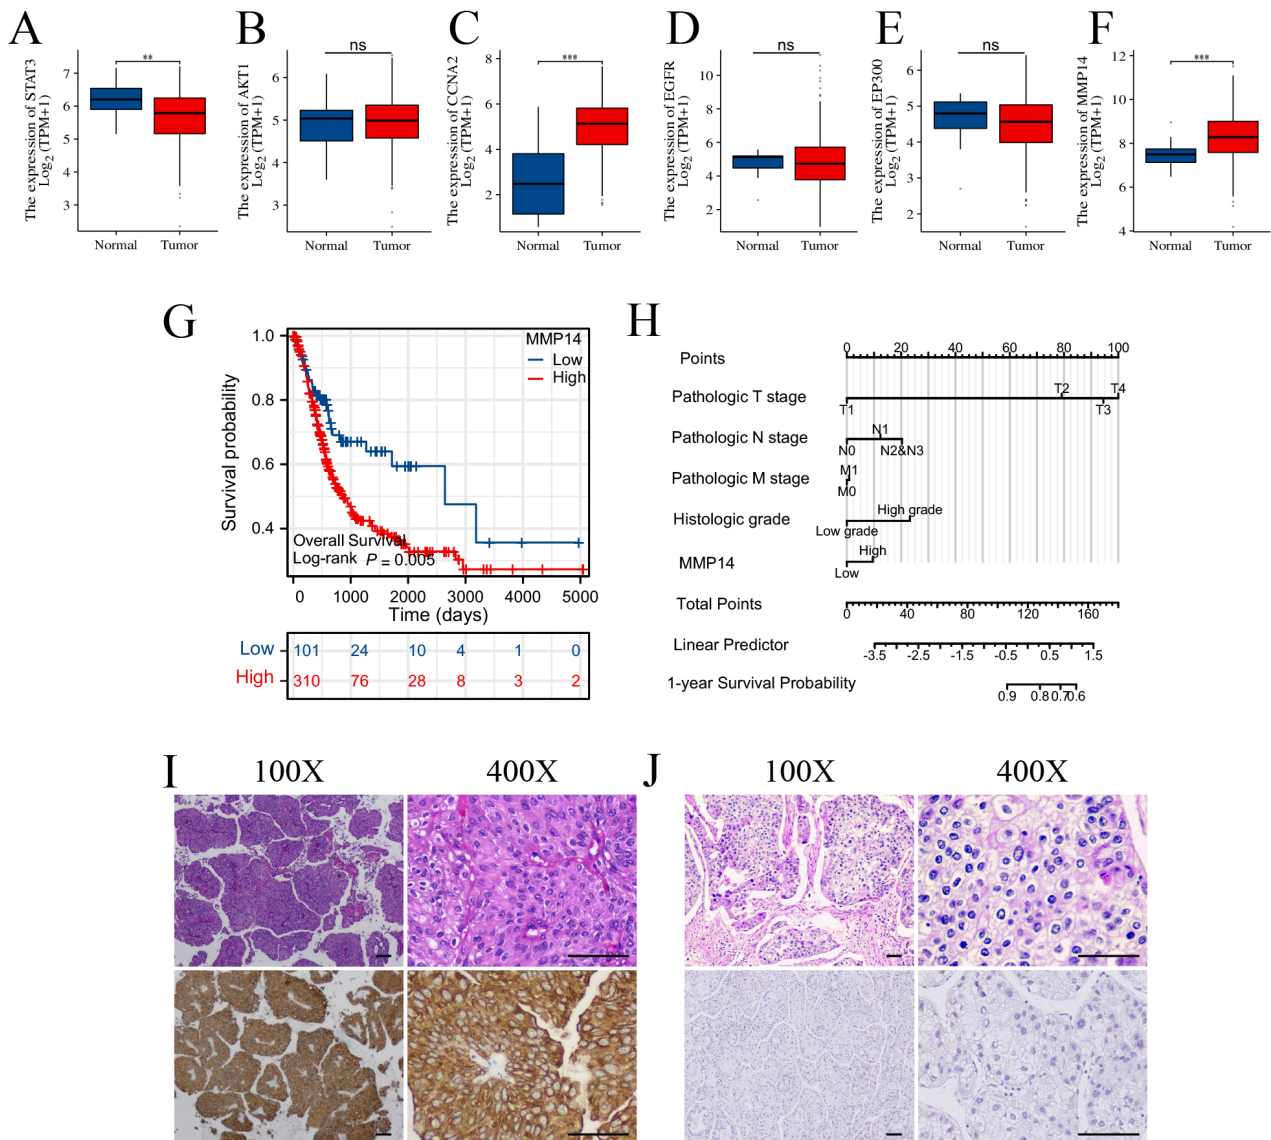 A
B
C
D
E
F
The expression of STAT3
Log2 (TPM+1)
**
7
6
5
4
3
Normal
Tumor
The expression of AKT1
Log2 (TPM+1)
ns
6
5
4
3
Normal
Tumor
The expression of CCNA2
Log2 (TPM+1)
***
8
6
4
2
Normal
Tumor
The expression of EGFR
Log2 (TPM+1)
ns
10
8
6
4
2
Normal
Tumor
The expression of EP300
Log2 (TPM+1)
ns
6
5
4
3
2
Normal
Tumor
The expression of MMP14
Log2 (TPM+1)
***
12
10
8
6
4
Normal
Tumor
G
Survival probability
1.0
0.8
0.6
0.4
MMP14
Low
High
Overall Survival
Log-rank P = 0.005
0 1000 2000 3000 4000 5000
Time (days)
Low 101 24 10 4 1 0
High 310 76 28 8 3 2
H
Points
0 20 40 60 80 100
Pathologic T stage
T1 T2 T3 T4
Pathologic N stage
N0 N1 N2&N3
Pathologic M stage
M1
M0
Histologic grade
High grade
Low grade
MMP14
High
Low
Total Points
0 40 80 120 160
Linear Predictor
-3.5 -2.5 -1.5 -0.5 0.5 1.5
1-year Survival Probability
0.9 0.8 0.7 0.6
I
100X
400X
J
100X
400X